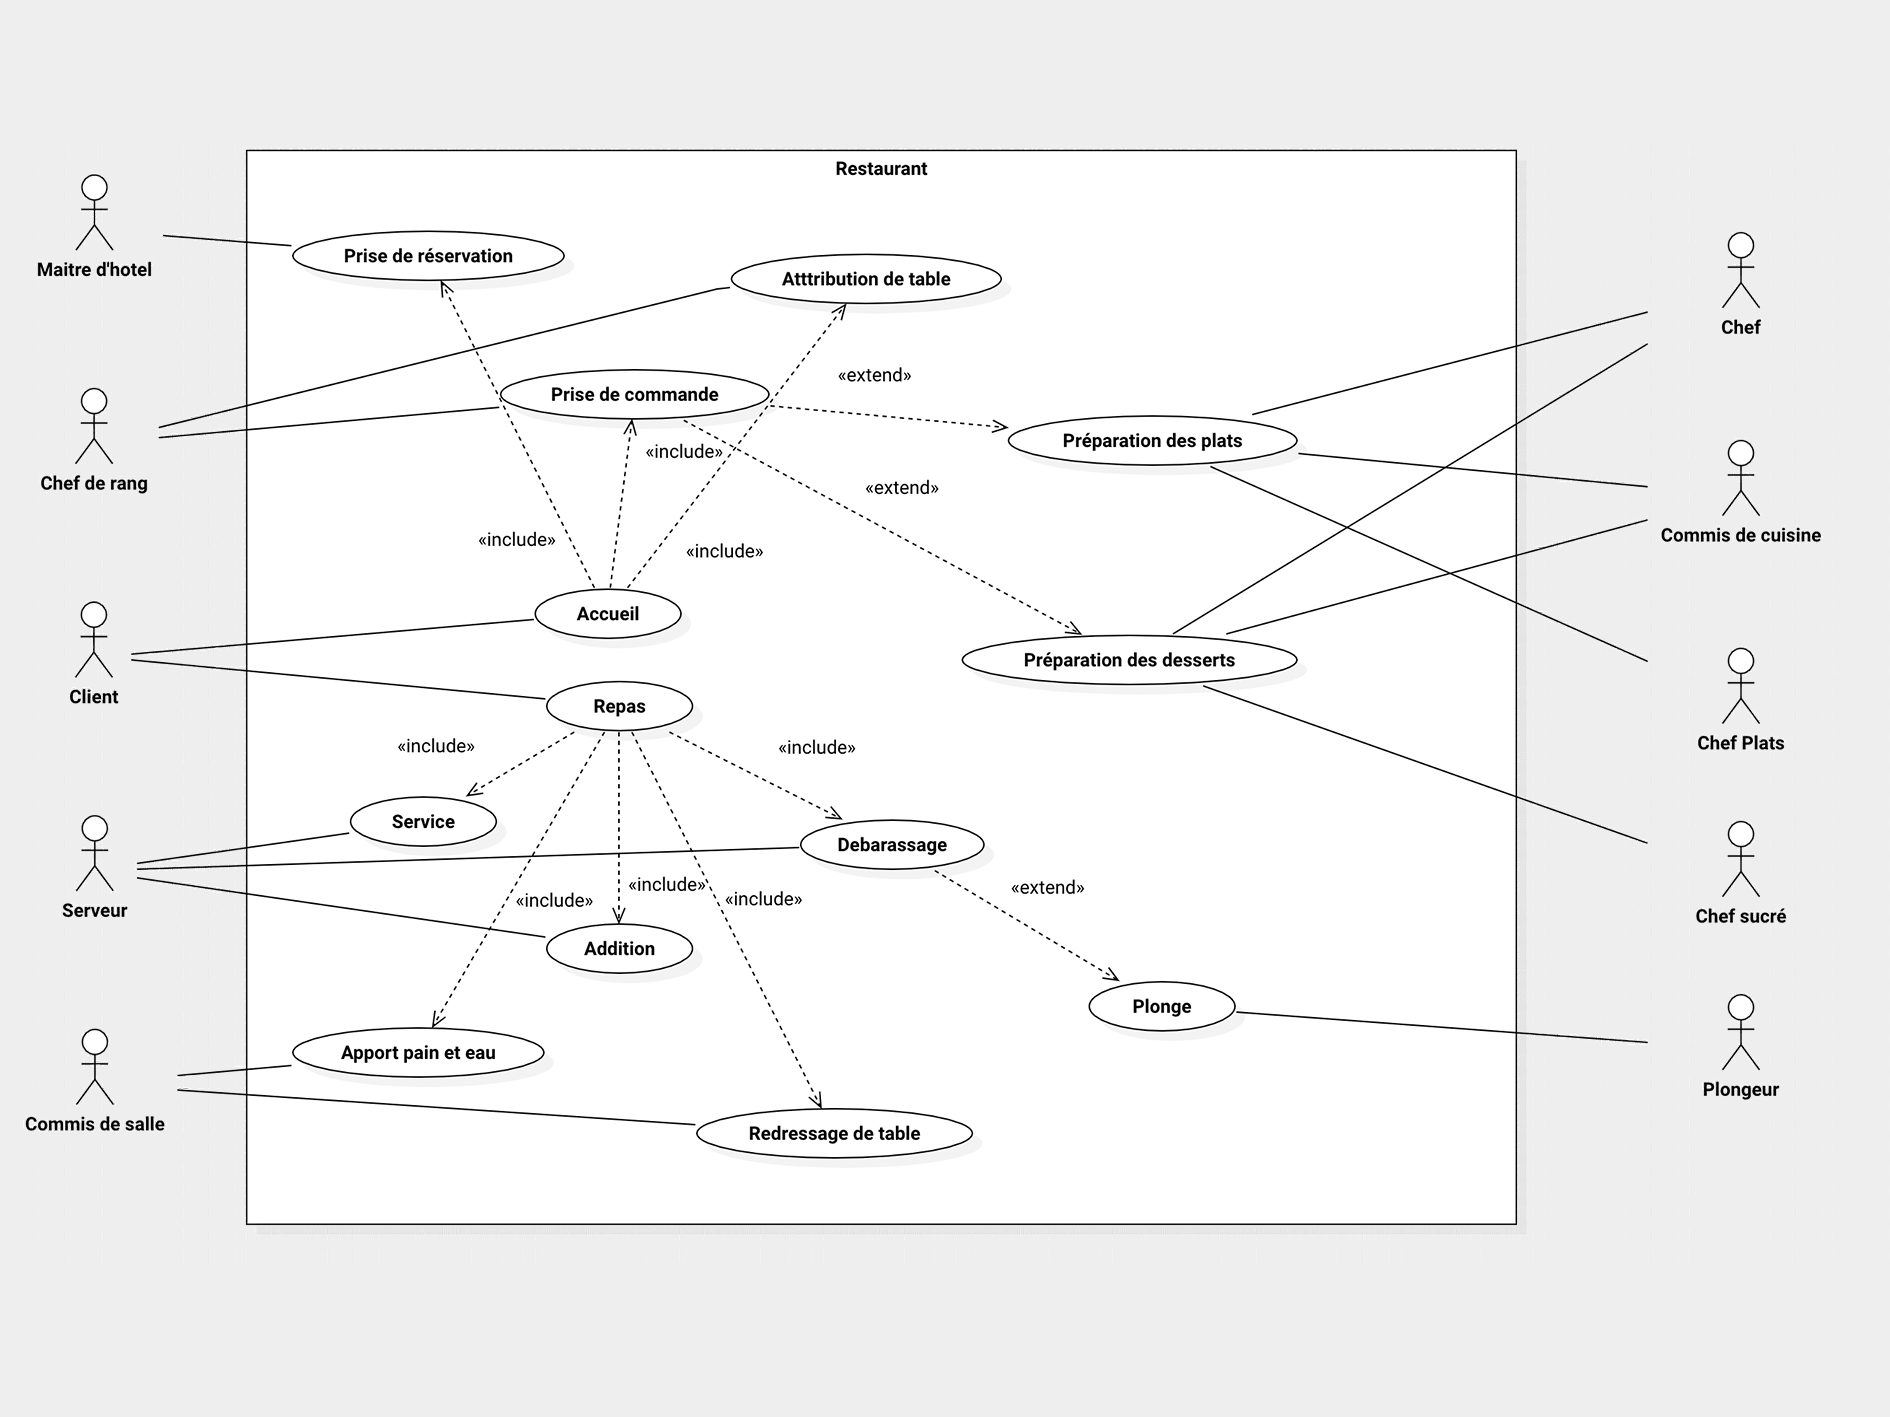 Restaurant
Maitre d'hotel
Prise de réservation
Atttribution de table
Chef
Prise de commande
«extend»
Préparation des plats
Chef de rang
«include»
«extend»
Commis de cuisine
«include»
«include»
Accueil
Client
Préparation des desserts
Repas
Chef Plats
«include»
«include»
Service
Debarassage
Serveur
«include»
«include»
«include»
«extend»
Chef sucré
Addition
Plonge
Apport pain et eau
Plongeur
Commis de salle
Redressage de table